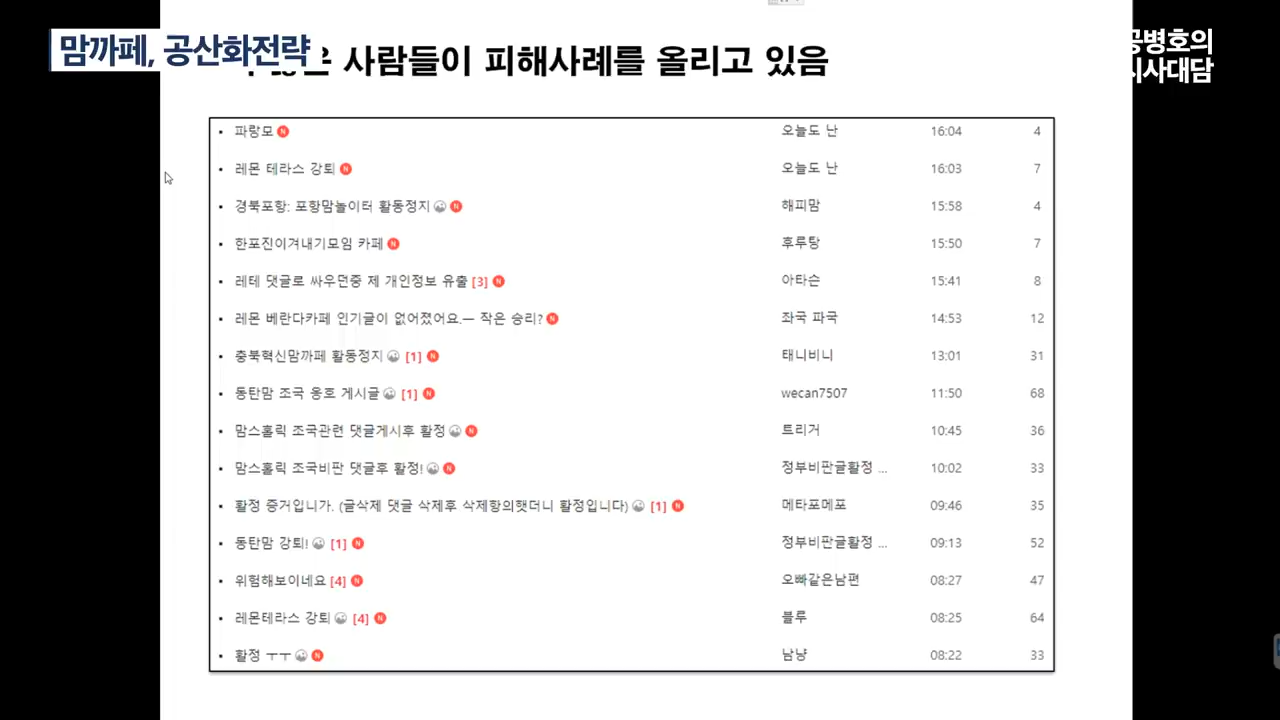 맘까페, 공산화전략
사람들이 피해사례를 올리고 있음
공병호의
시사대담
• 파랑모 N 오늘도 난 16:04 4
• 레몬 테라스 강퇴 N 오늘도 난 16:03 7
• 경북포항: 포항맘놀이터 활동정지 N 해피맘 15:58 4
• 한포진이겨내기모임 카페 N 후루탕 15:50 7
• 레테 댓글로 싸우던중 제 개인정보 유출 [3] N 아타슨 15:41 8
• 레몬 베란다카페 인기글이 없어졌어요.ㅡ 작은 승리? N 좌국 파국 14:53 12
• 충북혁신맘까페 활동정지 [1] N 태니비니 13:01 31
• 동탄맘 조국 옹호 게시글 [1] N wecan7507 11:50 68
• 맘스홀릭 조국관련 댓글게시후 활정 N 트리거 10:45 36
• 맘스홀릭 조국비판 댓글후 활정! N 정부비판글활정 ... 10:02 33
• 활정 증거입니가. (글삭제 댓글 삭제후 삭제항의햇더니 활정입니다) [1] N 메타포메포 09:46 35
• 동탄맘 강퇴! [1] N 정부비판글활정 ... 09:13 52
• 위험해보이네요 [4] N 오빠같은남편 08:27 47
• 레몬테라스 강퇴 [4] N 블루 08:25 64
• 활정 ㅜㅜ N 남냥 08:22 33